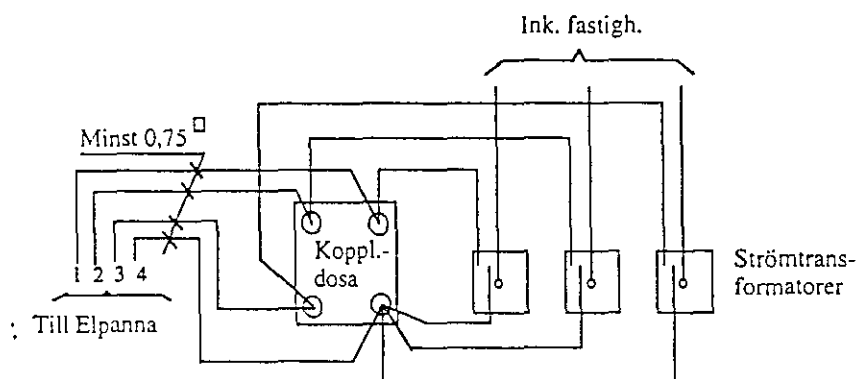 Ink. fastigh.
Minst 0,75 □
Koppl.-
dosa
1 2 3 4
Till Elpanna
Strömtrans-
formatorer